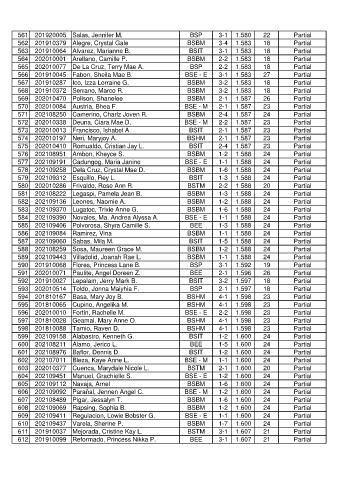 561 201920005 Salas, Jennifer M. BSP 3-1 1.580 22 Partial
562 201910379 Alegre, Crystal Gale BSBM 3-4 1.583 18 Partial
563 201910064 Alvarez, Marianno B. BSIT 3-1 1.583 18 Partial
564 202010001 Arellano, Camille P. BSBM 2-2 1.583 18 Partial
565 202010077 De La Cruz, Terry Mae A. BSP 2-2 1.583 18 Partial
566 201910045 Fabon, Sheila Mae B. BSE - E 3-1 1.583 27 Partial
567 201910287 Ico, Izza Lorraine G. BSBM 3-2 1.583 18 Partial
568 201910372 Serrano, Marco R. BSBM 3-2 1.583 18 Partial
569 202010470 Polison, Shanelee BSBM 2-1 1.587 26 Partial
570 202010084 Austria, Bhea F. BSE - M 2-1 1.587 23 Partial
571 202108250 Camerino, Charlz Joven R. BSBM 2-4 1.587 24 Partial
572 202010338 Deuna, Clara Mae D. BSE - M 2-2 1.587 23 Partial
573 202010013 Francisco, Ishabel A. BSIT 2-1 1.587 23 Partial
574 202010197 Neri, Maryjoy A. BSHM 2-1 1.587 23 Partial
575 202010410 Romualdo, Cristian Jay L. BSIT 2-4 1.587 23 Partial
576 202108951 Ambon, Kheyce S. BSBM 1-2 1.588 24 Partial
577 202109191 Cadungog, Maria Janine BSE - E 1-1 1.588 24 Partial
578 202109258 Dela Cruz, Crystal Mae D. BSBM 1-6 1.588 24 Partial
579 202109312 Esquillo, Rey L. BSIT 1-3 1.588 24 Partial
580 202010286 Frivaldo, Rose Ann R. BSTM 2-2 1.588 20 Partial
581 202108222 Legaspi, Pamela Jean B. BSBM 1-3 1.588 24 Partial
582 202109136 Leones, Naomie A. BSBM 1-2 1.588 24 Partial
583 202109370 Lugatoc, Trixie Anne G. BSBM 1-6 1.588 24 Partial
584 202109390 Novales, Ma. Andrea Alyssa A. BSE - E 1-1 1.588 24 Partial
585 202109406 Polvorosa, Shyra Camille S. BEE 1-3 1.588 24 Partial
586 202109084 Ramirez, Vina BSBM 1-1 1.588 24 Partial
587 202109060 Sabas, Mila M. BSIT 1-5 1.588 24 Partial
588 202108259 Sosa, Maureen Grace M. BSBM 1-2 1.588 24 Partial
589 202109443 Villadolid, Joanah Rae L. BSBM 1-1 1.588 24 Partial
590 201910068 Flores, Princess Lane B. BSP 3-1 1.592 19 Partial
591 202010071 Paulite, Angel Doreen Z. BEE 2-1 1.596 26 Partial
592 201910027 Lepalam, Jerry Mark B. BSIT 3-2 1.597 18 Partial
593 202010514 Toldo, Jonna Malyhia F. BSP 2-1 1.597 18 Partial
594 201810167 Basa, Mary Joy B. BSHM 4-1 1.598 23 Partial
595 201810065 Cupino, Angelika M. BSHM 4-1 1.598 23 Partial
596 202010010 Fortin, Rachelle M. BSE - E 2-2 1.598 23 Partial
597 201810028 Geamal, Mary Anne O. BSHM 4-1 1.598 23 Partial
598 201810088 Tamio, Raven D. BSHM 4-1 1.598 23 Partial
599 202109158 Alabastro, Kenneth G. BSIT 1-2 1.600 24 Partial
600 202108211 Alamo, Jerico L. BEE 1-5 1.600 24 Partial
601 202108976 Baflor, Dennis D. BSIT 1-2 1.600 24 Partial
602 202107011 Bleza, Kaye Anne L. BSE - M 1-1 1.600 24 Partial
603 202010377 Cuenca, Marydale Nicole L. BSTM 2-1 1.600 20 Partial
604 202109451 Manuel, Grachielle S. BSE - E 1-2 1.600 24 Partial
605 202109112 Navaja, Arnel BSBM 1-6 1.600 24 Partial
606 202109092 Parañal, Jennen Angel C. BSE - M 1-2 1.600 24 Partial
607 202108489 Pigar, Jessalyn T. BSBM 1-6 1.600 24 Partial
608 202109069 Rapsing, Sophia B. BSBM 1-2 1.600 24 Partial
609 202109411 Regulacion, Lowie Bobster G. BSE - E 1-1 1.600 24 Partial
610 202109437 Varela, Sherine P. BSBM 1-7 1.600 24 Partial
611 201910037 Mejorada, Cristine Kay L. BSTM 3-1 1.607 21 Partial
612 201910099 Reformado, Princess Nikka P. BEE 3-1 1.607 21 Partial